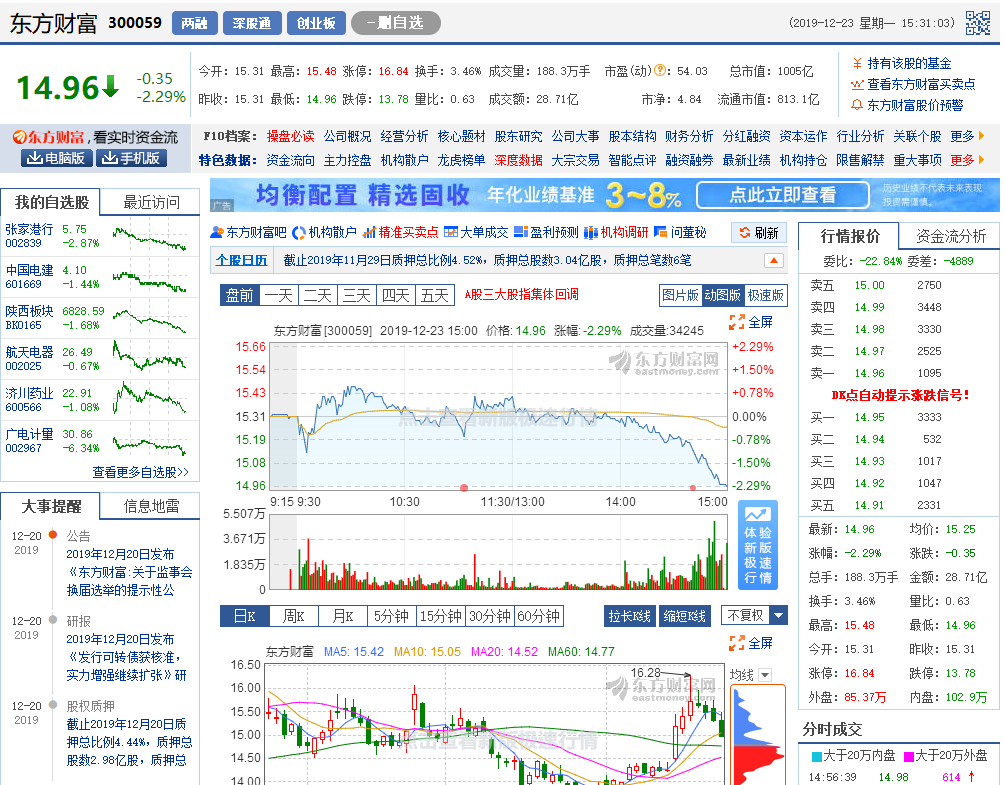 东方财富 300059 两融 深股通 创业板 －删自选 (2019-12-23 星期一 15:31:03)
14.96 -0.35 -2.29%
今开: 15.31 最高: 15.48 涨停: 16.84 换手: 3.46% 成交量: 188.3万手 市盈(动) : 54.03 总市值: 1005亿
昨收: 15.31 最低: 14.96 跌停: 13.78 量比: 0.63 成交额: 28.71亿 市净: 4.84 流通市值: 813.1亿
持有该股的基金
查看东方财富买卖点
东方财富股价预警
东方财富,看实时资金流
电脑版 手机版
F10档案: 操盘必读 公司概况 经营分析 核心题材 股东研究 公司大事 股本结构 财务分析 分红融资 资本运作 行业分析 关联个股 更多
特色数据: 资金流向 主力控盘 机构散户 龙虎榜单 深度数据 大宗交易 智能点评 融资融券 最新业绩 机构持仓 限售解禁 重大事项 更多
我的自选股 最近访问
张家港行 5.75
002839 -2.87%
中国电建 4.10
601669 -1.44%
陕西板块 6828.59
BK0165 -1.68%
航天电器 26.49
002025 -0.67%
济川药业 22.91
600566 -1.08%
广电计量 30.86
002967 -6.34%
查看更多自选股>>
大事提醒 信息地雷
12-20 公告
2019
2019年12月20日发布
《东方财富:关于监事会
换届选举的提示性公
12-20 研报
2019
2019年12月20日发布
《发行可转债获核准，
实力增强继续扩张》研
12-20 股权质押
2019
截止2019年12月20日质
押总比例4.44%，质押总
股数2.98亿股，质押总
广告 均衡配置 精选固收 年化业绩基准 3~8% 点此立即查看 历史业绩不代表未来表现
投资需谨慎。
东方财富吧 机构散户 精准买卖点 大单成交 盈利预测 机构调研 问董秘 刷新
个股日历 截止2019年11月29日质押总比例4.52%，质押总股数3.04亿股，质押总笔数6笔
盘前 一天 二天 三天 四天 五天 A股三大股指集体回调 图片版 动图版 极速版
东方财富[300059] 2019-12-23 15:00 价格: 14.96 涨幅: -2.29% 成交量:34245 全屏
15.66 +2.29%
东方财富网
eastmoney.com
15.54 +1.50%
15.43 +0.78%
15.31 0.00%
点击查看新版极速行情
15.19 -0.78%
15.08 -1.50%
14.96 -2.29%
9:15 9:30 10:30 11:30/13:00 14:00 15:00
5.507万
3.671万
1.835万
0
体验
新版
极速
行情
日K 周K 月K 5分钟 15分钟 30分钟 60分钟 拉长K线 缩短K线 不复权
全屏
东方财富 MA5: 15.42 MA10: 15.05 MA20: 14.52 MA60: 14.77
16.50
16.28
均线
东方财富网
eastmoney.com
16.00
15.50
15.00
点击查看新版极速行情
14.50
14.00
行情报价 资金流分析
委比: -22.84% 委差: -4889
卖五 15.00 2750
卖四 14.99 3448
卖三 14.98 3330
卖二 14.97 2525
卖一 14.96 1095
DK点自动提示涨跌信号!
买一 14.95 3333
买二 14.94 532
买三 14.93 1017
买四 14.92 1047
买五 14.91 2331
最新: 14.96 均价: 15.25
涨幅: -2.29% 涨跌: -0.35
总手: 188.3万手 金额: 28.71亿
换手: 3.46% 量比: 0.63
最高: 15.48 最低: 14.96
今开: 15.31 昨收: 15.31
涨停: 16.84 跌停: 13.78
外盘: 85.37万 内盘: 102.9万
分时成交
大于20万内盘 大于20万外盘
14:56:39 14.98 614 ↑